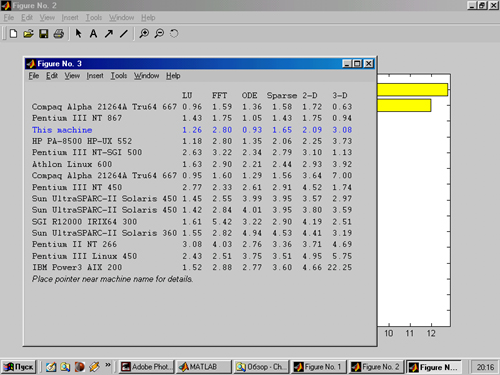 Figure No. 2
File Edit View Insert Tools Window Help
Figure No. 3
File Edit View Insert Tools Window Help
LU FFT ODE Sparse 2-D 3-D
Compaq Alpha 21264A Tru64 667 0.96 1.59 1.36 1.58 1.72 0.63
Pentium III NT 867 1.43 1.75 1.05 1.43 1.75 0.94
This machine 1.26 2.80 0.93 1.65 2.09 3.08
HP PA-8500 HP-UX 552 1.18 2.80 1.35 2.06 2.25 3.73
Pentium III NT-SGI 500 2.63 3.22 2.34 2.79 3.10 1.13
Athlon Linux 600 1.63 2.90 2.21 2.44 2.93 3.92
Compaq Alpha 21264A Tru64 667 0.95 1.60 1.29 1.56 3.64 7.00
Pentium III NT 450 2.77 2.33 2.61 2.91 4.52 1.74
Sun UltraSPARC-II Solaris 450 1.45 2.55 3.99 3.95 3.57 2.97
Sun UltraSPARC-II Solaris 450 1.42 2.84 4.01 3.95 3.80 3.59
SGI R12000 IRIX64 300 1.61 5.42 3.22 2.90 4.19 2.51
Sun UltraSPARC-II Solaris 360 1.55 2.82 4.94 4.53 4.41 3.19
Pentium II NT 266 3.08 4.03 2.76 3.36 3.71 4.69
Pentium III Linux 450 2.43 2.51 3.75 3.51 4.95 5.75
IBM Power3 AIX 200 1.52 2.88 2.77 3.60 4.66 22.25
Place pointer near machine name for details.
10 11 12
Пуск Adobe Phot... MATLAB Обзор - Ch... Figure No. 1 Figure No. 2 Figure N... 20:16